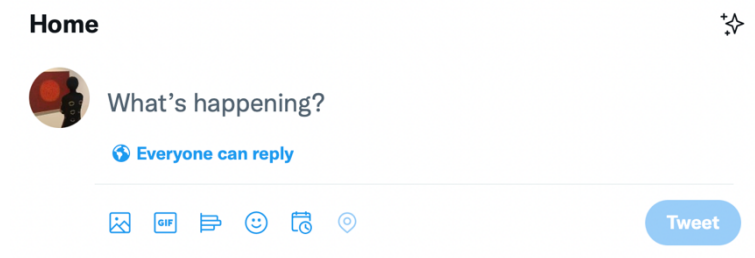 Home
What's happening?
Everyone can reply
GIF
Tweet